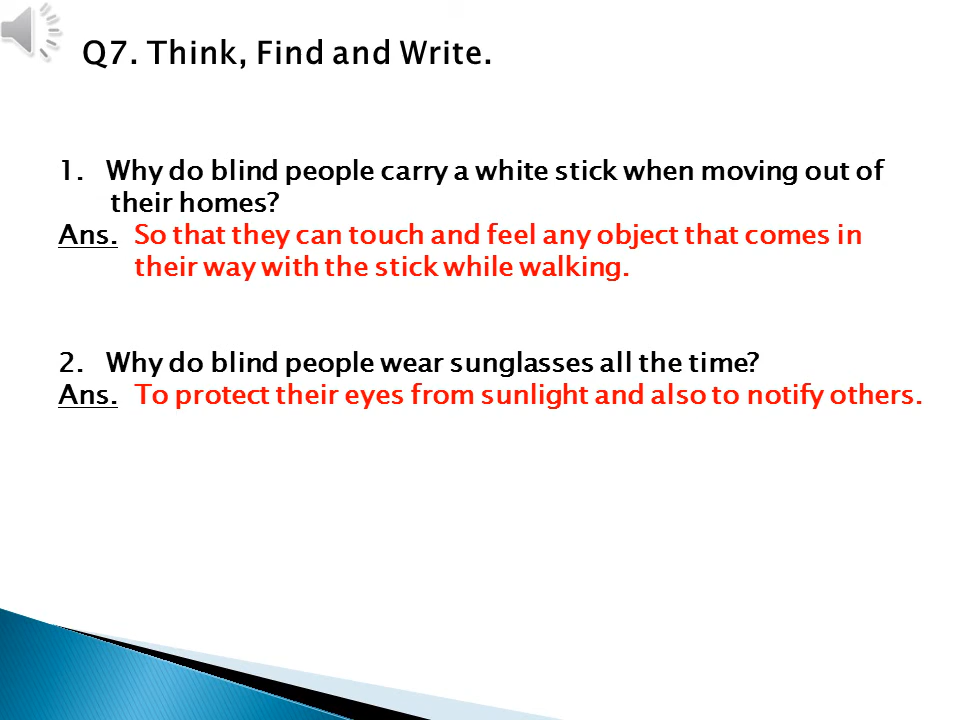 Q7. Think, Find and Write.
1. Why do blind people carry a white stick when moving out of
their homes?
Ans. So that they can touch and feel any object that comes in
their way with the stick while walking.
2. Why do blind people wear sunglasses all the time?
Ans. To protect their eyes from sunlight and also to notify others.